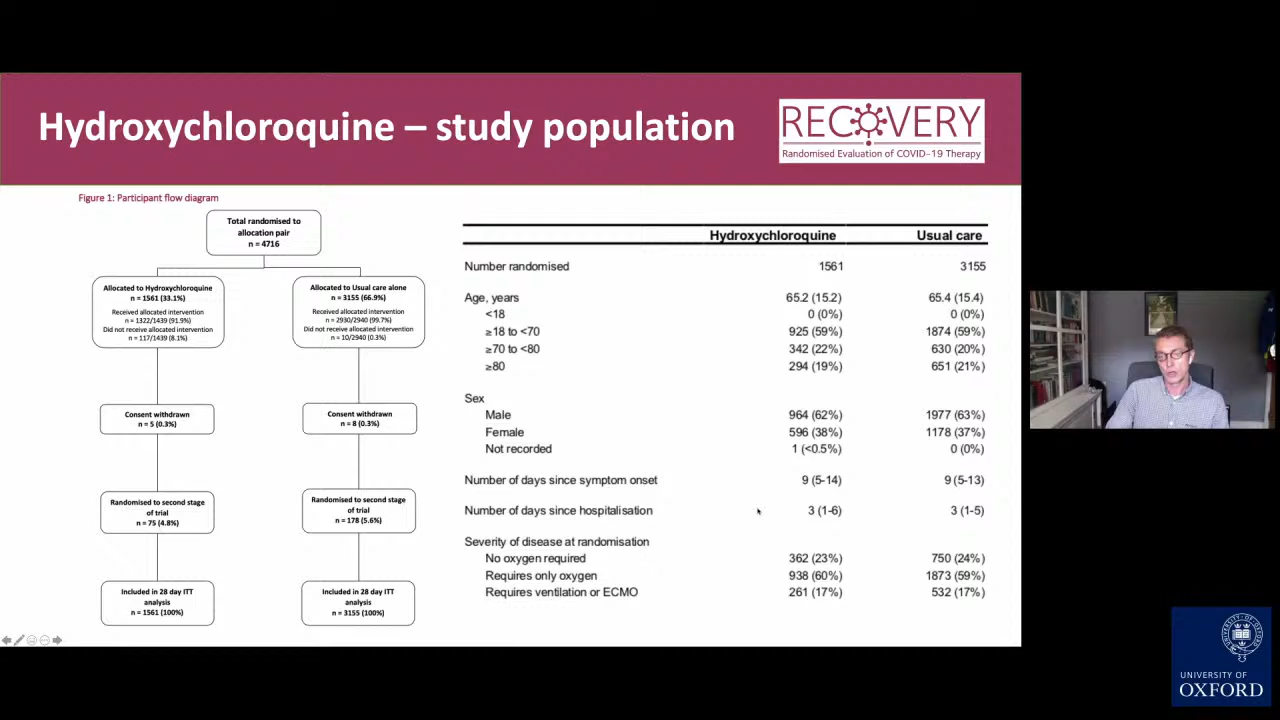 Hydroxychloroquine – study population
RECOVERY
Randomised Evaluation of COVID-19 Therapy
Figure 1: Participant flow diagram
Total randomised to
allocation pair
n = 4716
Allocated to Hydroxychloroquine
n = 1561 (33.1%)
Received allocated intervention
n = 1322/1439 (91.9%)
Did not receive allocated intervention
n = 117/1439 (8.1%)
Allocated to Usual care alone
n = 3155 (66.9%)
Received allocated intervention
n = 2930/2940 (99.7%)
Did not receive allocated intervention
n = 10/2940 (0.3%)
Consent withdrawn
n = 5 (0.3%)
Consent withdrawn
n = 8 (0.3%)
Randomised to second stage
of trial
n = 75 (4.8%)
Randomised to second stage
of trial
n = 178 (5.6%)
Included in 28 day ITT
analysis
n = 1561 (100%)
Included in 28 day ITT
analysis
n = 3155 (100%)
Hydroxychloroquine Usual care
Number randomised 1561 3155
Age, years 65.2 (15.2) 65.4 (15.4)
<18 0 (0%) 0 (0%)
≥18 to <70 925 (59%) 1874 (59%)
≥70 to <80 342 (22%) 630 (20%)
≥80 294 (19%) 651 (21%)
Sex
Male 964 (62%) 1977 (63%)
Female 596 (38%) 1178 (37%)
Not recorded 1 (<0.5%) 0 (0%)
Number of days since symptom onset 9 (5-14) 9 (5-13)
Number of days since hospitalisation 3 (1-6) 3 (1-5)
Severity of disease at randomisation
No oxygen required 362 (23%) 750 (24%)
Requires only oxygen 938 (60%) 1873 (59%)
Requires ventilation or ECMO 261 (17%) 532 (17%)
UNIVERSITY OF
OXFORD